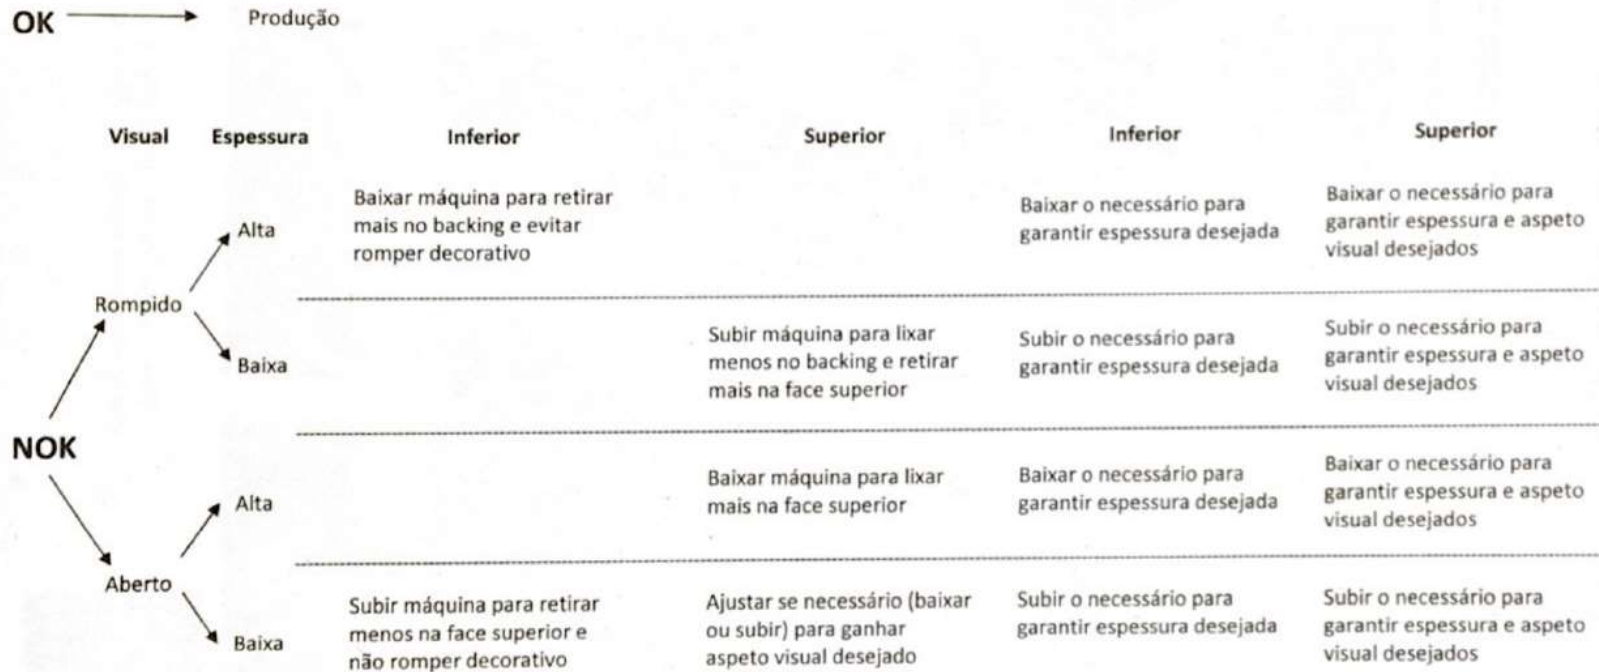 OK Produção
Visual Espessura Inferior Superior Inferior Superior
Baixar máquina para retirar
mais no backing e evitar
romper decorativo
Baixar o necessário para
garantir espessura desejada
Baixar o necessário para
garantir espessura e aspeto
visual desejados
Alta
Rompido
Baixa
Subir máquina para lixar
menos no backing e retirar
mais na face superior
Subir o necessário para
garantir espessura desejada
Subir o necessário para
garantir espessura e aspeto
visual desejados
NOK
Alta
Baixar máquina para lixar
mais na face superior
Baixar o necessário para
garantir espessura desejada
Baixar o necessário para
garantir espessura e aspeto
visual desejados
Aberto
Baixa
Subir máquina para retirar
menos na face superior e
não romper decorativo
Ajustar se necessário (baixar
ou subir) para ganhar
aspeto visual desejado
Subir o necessário para
garantir espessura desejada
Subir o necessário para
garantir espessura e aspeto
visual desejados